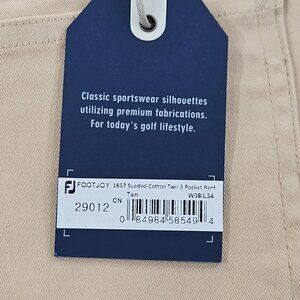 Classic sportswear silhouettes
utilizing premium fabrications.
For today's golf lifestyle.
FJ FOOTJOY 1857 Sueded Cotton Twill 5 Pocket Pant
Tan W38/L34
29012 CN
0 64964 58549 4